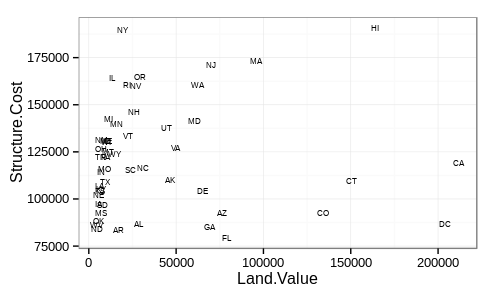 NY
HI
175000
NJ
MA
IL
OR
RI
NV
WA
150000
NH
MI
MN
MD
UT
VT
VA
125000
WY
CA
MO
SC
NC
TX
AK
CT
DE
100000
SD
MS
AZ
CO
OK
AL
DC
ND
AR
GA
FL
75000
Structure.Cost
0
50000
100000
150000
200000
Land.Value